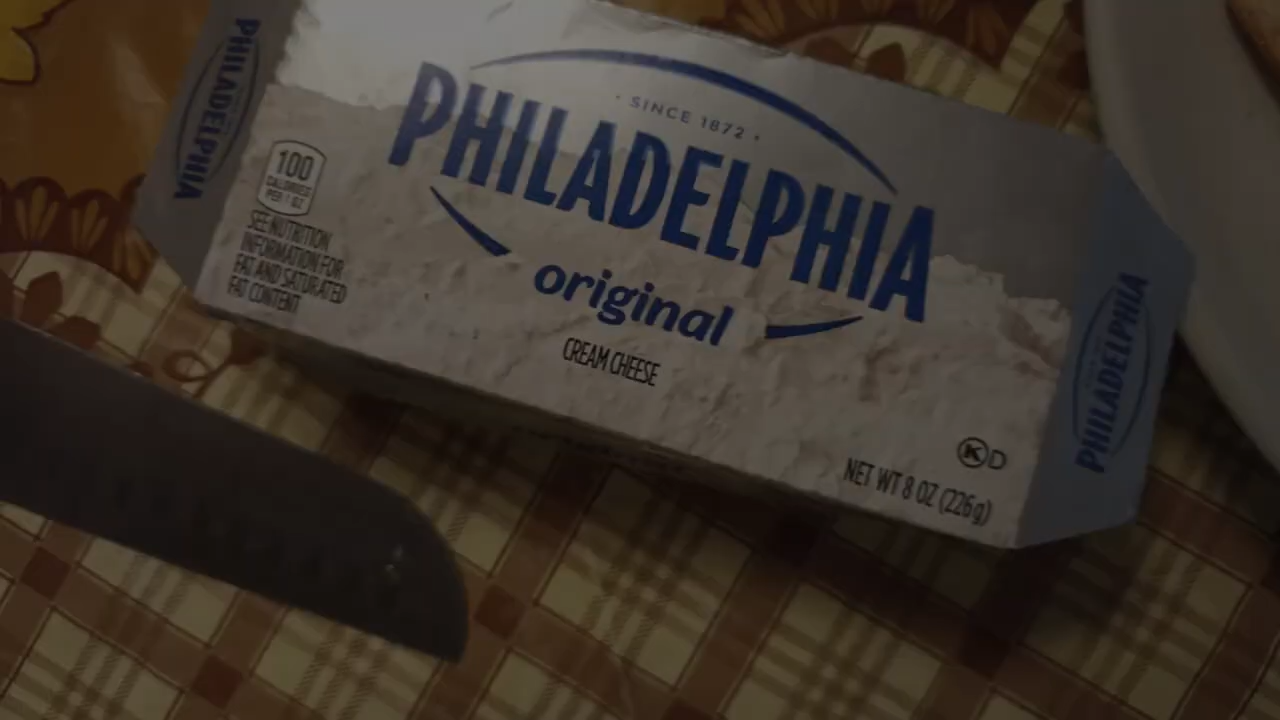 · SINCE 1872 ·
PHILADELPHIA
original
CREAM CHEESE
100
CALORIES
PER 1 OZ
SEE NUTRITION
INFORMATION FOR
FAT AND SATURATED
FAT CONTENT
K D
NET WT 8 OZ (226g)
PHILADELPHIA
PHILADELPHIA